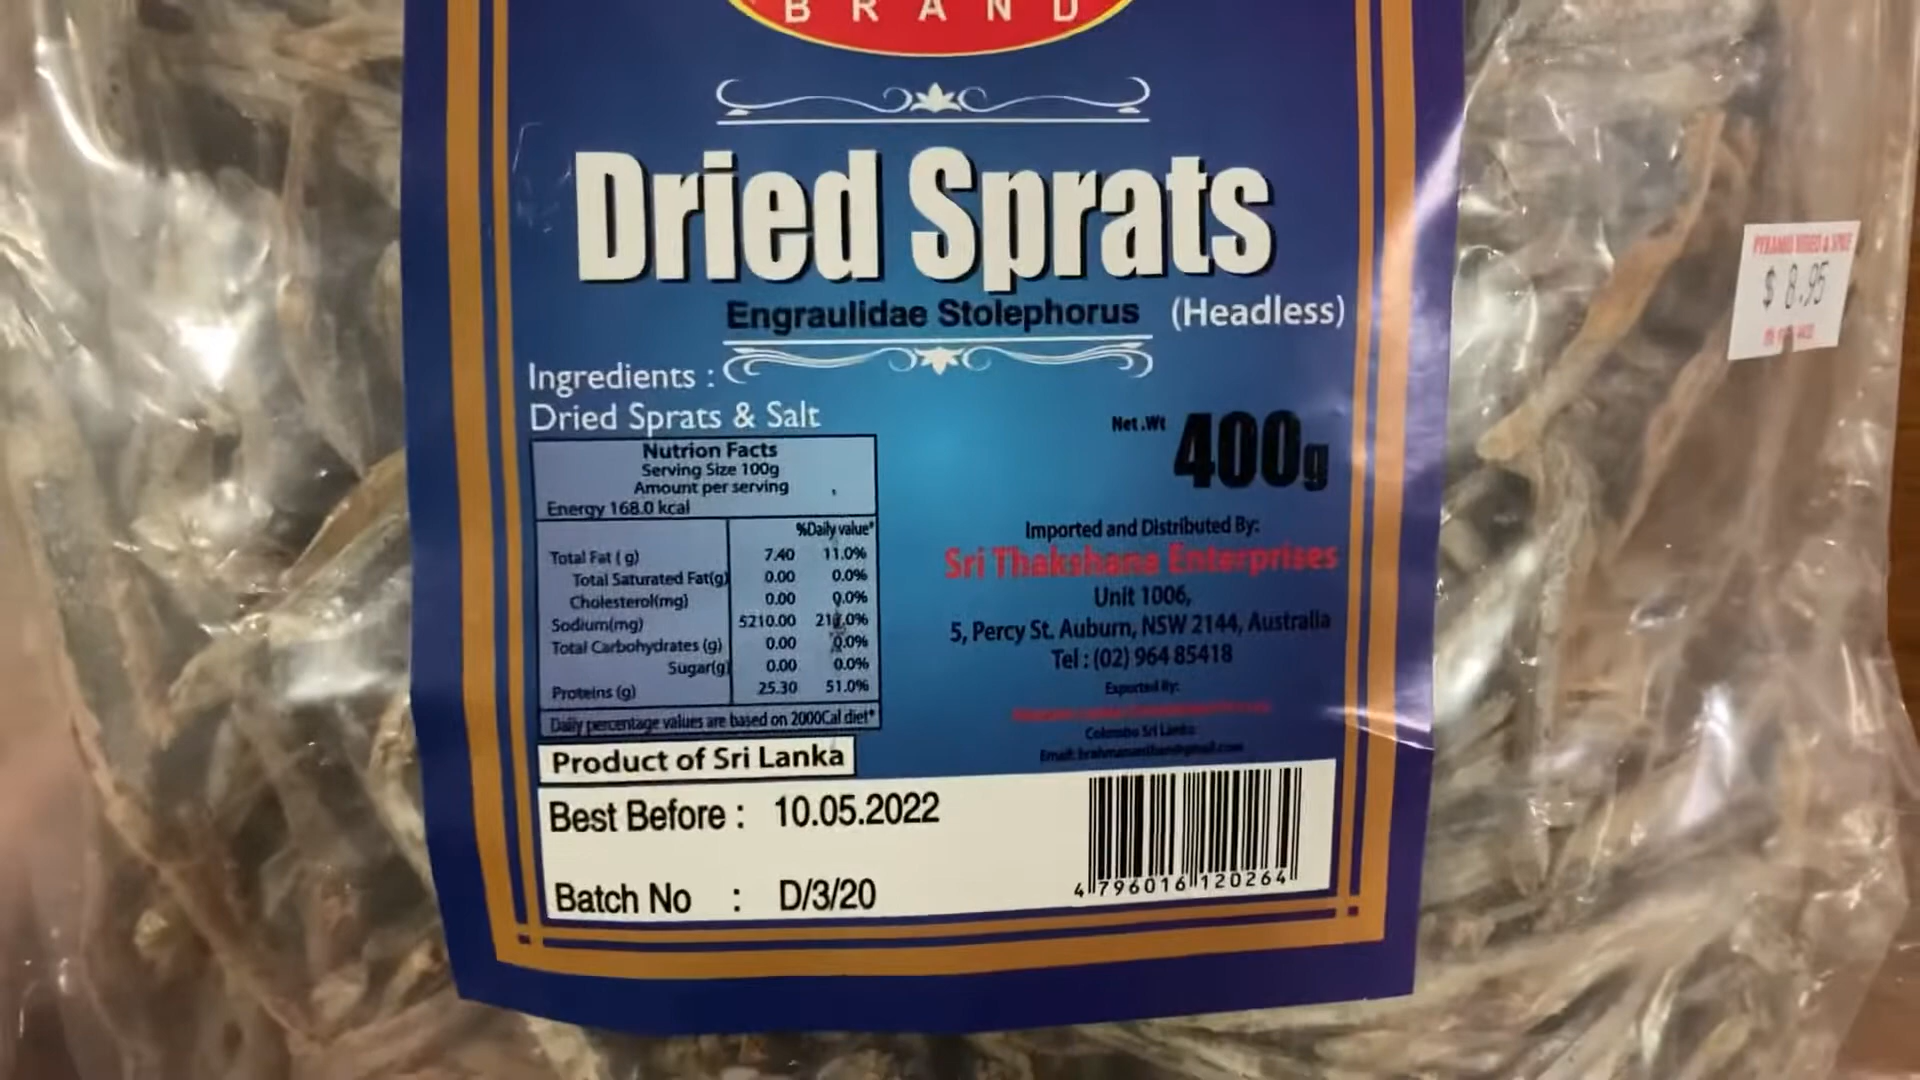 BRAND
Dried Sprats
Engraulidae Stolephorus (Headless)
Ingredients :
Dried Sprats & Salt
Net.Wt 400g
Nutrion Facts
Serving Size 100g
Amount per serving
Energy 168.0 kcal
%Daily value*
Total Fat ( g) 7.40 11.0%
Total Saturated Fat(g) 0.00 0.0%
Cholesterol(mg) 0.00 0.0%
Sodium(mg) 5210.00
Total Carbohydrates (g) 0.00 0.0%
Sugar(g) 0.00 0.0%
Proteins (g) 25.30 51.0%
Daily percentage values are based on 2000Cal diet*
Product of Sri Lanka
Imported and Distributed By:
Sri Thakshana Enterprises
Unit 1006,
5, Percy St. Auburn, NSW 2144, Australia
Tel : (02) 964 85418
Exported By:
Colombo Sri Lanka
Best Before : 10.05.2022
Batch No : D/3/20
4 796016 120264
$ 8.95